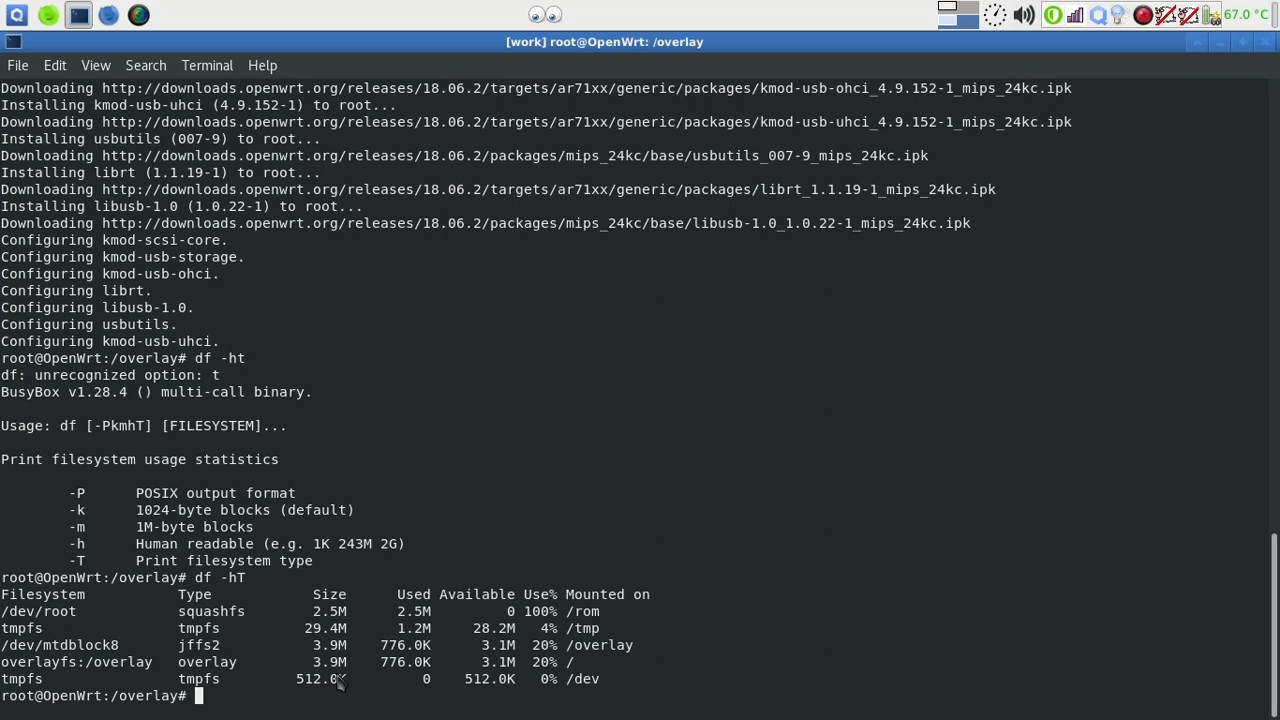 67.0 °C
[work] root@OpenWrt: /overlay
File Edit View Search Terminal Help
Downloading http://downloads.openwrt.org/releases/18.06.2/targets/ar71xx/generic/packages/kmod-usb-ohci_4.9.152-1_mips_24kc.ipk
Installing kmod-usb-uhci (4.9.152-1) to root...
Downloading http://downloads.openwrt.org/releases/18.06.2/targets/ar71xx/generic/packages/kmod-usb-uhci_4.9.152-1_mips_24kc.ipk
Installing usbutils (007-9) to root...
Downloading http://downloads.openwrt.org/releases/18.06.2/packages/mips_24kc/base/usbutils_007-9_mips_24kc.ipk
Installing librt (1.1.19-1) to root...
Downloading http://downloads.openwrt.org/releases/18.06.2/targets/ar71xx/generic/packages/librt_1.1.19-1_mips_24kc.ipk
Installing libusb-1.0 (1.0.22-1) to root...
Downloading http://downloads.openwrt.org/releases/18.06.2/packages/mips_24kc/base/libusb-1.0_1.0.22-1_mips_24kc.ipk
Configuring kmod-scsi-core.
Configuring kmod-usb-storage.
Configuring kmod-usb-ohci.
Configuring librt.
Configuring libusb-1.0.
Configuring usbutils.
Configuring kmod-usb-uhci.
root@OpenWrt:/overlay# df -ht
df: unrecognized option: t
BusyBox v1.28.4 () multi-call binary.
Usage: df [-PkmhT] [FILESYSTEM]...
Print filesystem usage statistics
-P POSIX output format
-k 1024-byte blocks (default)
-m 1M-byte blocks
-h Human readable (e.g. 1K 243M 2G)
-T Print filesystem type
root@OpenWrt:/overlay# df -hT
Filesystem Type Size Used Available Use% Mounted on
/dev/root squashfs 2.5M 2.5M 0 100% /rom
tmpfs tmpfs 29.4M 1.2M 28.2M 4% /tmp
/dev/mtdblock8 jffs2 3.9M 776.0K 3.1M 20% /overlay
overlayfs:/overlay overlay 3.9M 776.0K 3.1M 20% /
tmpfs tmpfs 512.0K 0 512.0K 0% /dev
root@OpenWrt:/overlay#